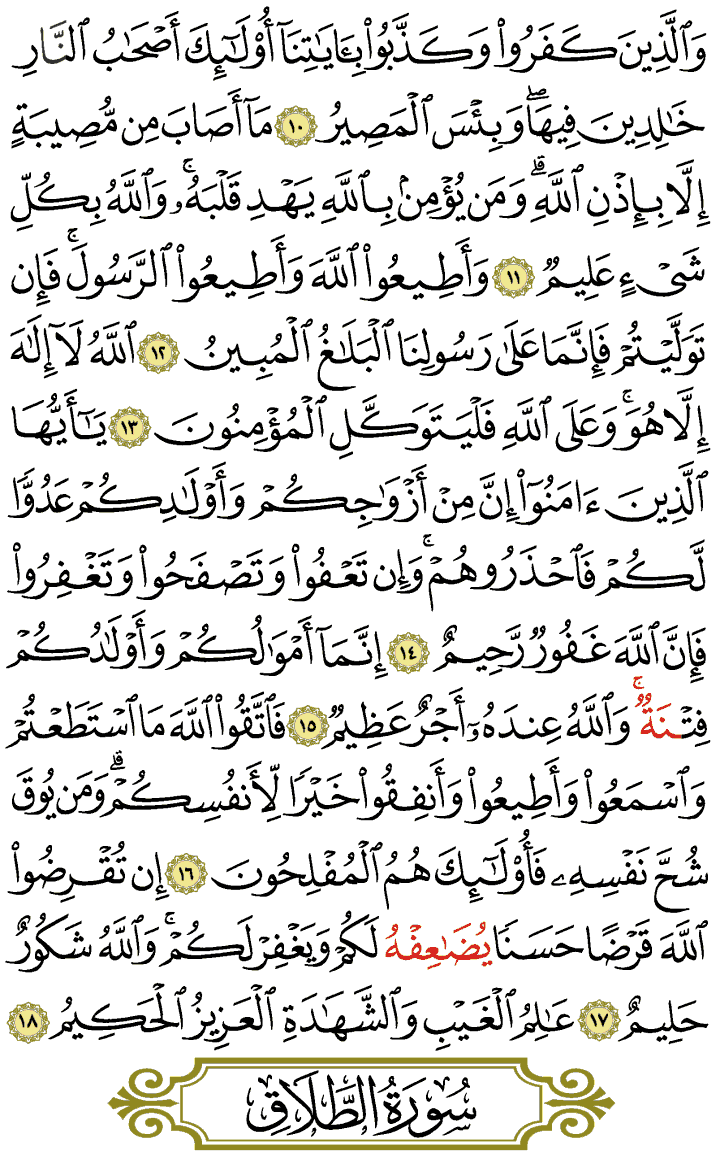 وَٱلَّذِينَ كَفَرُوا۟ وَكَذَّبُوا۟ بِـَٔايَـٰتِنَآ أُو۟لَـٰٓئِكَ أَصْحَـٰبُ ٱلنَّارِ
خَـٰلِدِينَ فِيهَا ۖ وَبِئْسَ ٱلْمَصِيرُ ١٠ مَآ أَصَابَ مِن مُّصِيبَةٍ
إِلَّا بِإِذْنِ ٱللَّهِ ۗ وَمَن يُؤْمِنۢ بِٱللَّهِ يَهْدِ قَلْبَهُۥ ۚ وَٱللَّهُ بِكُلِّ
شَىْءٍ عَلِيمٌ ١١ وَأَطِيعُوا۟ ٱللَّهَ وَأَطِيعُوا۟ ٱلرَّسُولَ ۚ فَإِن
تَوَلَّيْتُمْ فَإِنَّمَا عَلَىٰ رَسُولِنَا ٱلْبَلَـٰغُ ٱلْمُبِينُ ١٢ ٱللَّهُ لَآ إِلَـٰهَ
إِلَّا هُوَ ۚ وَعَلَى ٱللَّهِ فَلْيَتَوَكَّلِ ٱلْمُؤْمِنُونَ ١٣ يَـٰٓأَيُّهَا
ٱلَّذِينَ ءَامَنُوٓا۟ إِنَّ مِنْ أَزْوَٰجِكُمْ وَأَوْلَـٰدِكُمْ عَدُوًّا
لَّكُمْ فَٱحْذَرُوهُمْ ۚ وَإِن تَعْفُوا۟ وَتَصْفَحُوا۟ وَتَغْفِرُوا۟
فَإِنَّ ٱللَّهَ غَفُورٌ رَّحِيمٌ ١٤ إِنَّمَآ أَمْوَٰلُكُمْ وَأَوْلَـٰدُكُمْ
فِتْنَةٌ ۚ وَٱللَّهُ عِندَهُۥٓ أَجْرٌ عَظِيمٌ ١٥ فَٱتَّقُوا۟ ٱللَّهَ مَا ٱسْتَطَعْتُمْ
وَٱسْمَعُوا۟ وَأَطِيعُوا۟ وَأَنفِقُوا۟ خَيْرًا لِّأَنفُسِكُمْ ۗ وَمَن يُوقَ
شُحَّ نَفْسِهِۦ فَأُو۟لَـٰٓئِكَ هُمُ ٱلْمُفْلِحُونَ ١٦ إِن تُقْرِضُوا۟
ٱللَّهَ قَرْضًا حَسَنًا يُضَـٰعِفْهُ لَكُمْ وَيَغْفِرْ لَكُمْ ۚ وَٱللَّهُ شَكُورٌ
حَلِيمٌ ١٧ عَـٰلِمُ ٱلْغَيْبِ وَٱلشَّهَـٰدَةِ ٱلْعَزِيزُ ٱلْحَكِيمُ ١٨
سُورَةُ الطَّلَاقِ